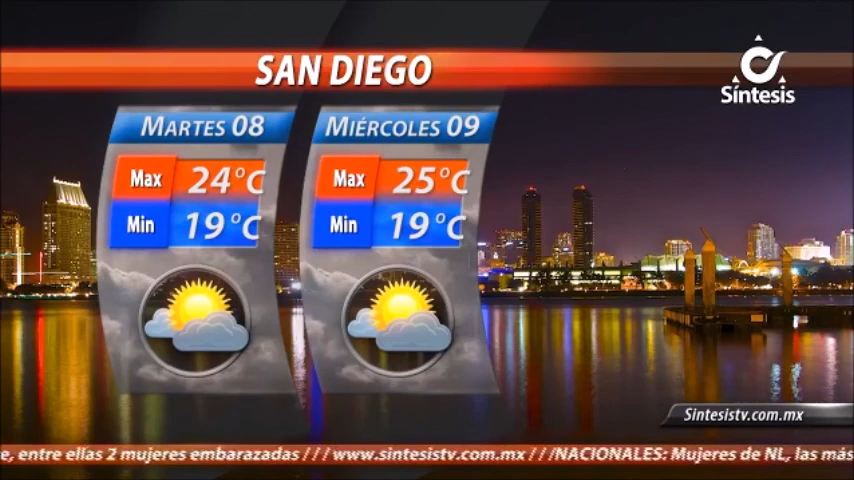 SAN DIEGO
Síntesis
MARTES 08
Max 24°C
Min 19°C
MIÉRCOLES 09
Max 25°C
Min 19°C
Sintesistv.com.mx
e, entre ellas 2 mujeres embarazadas /// www.sintesistv.com.mx ///NACIONALES: Mujeres de NL, las más